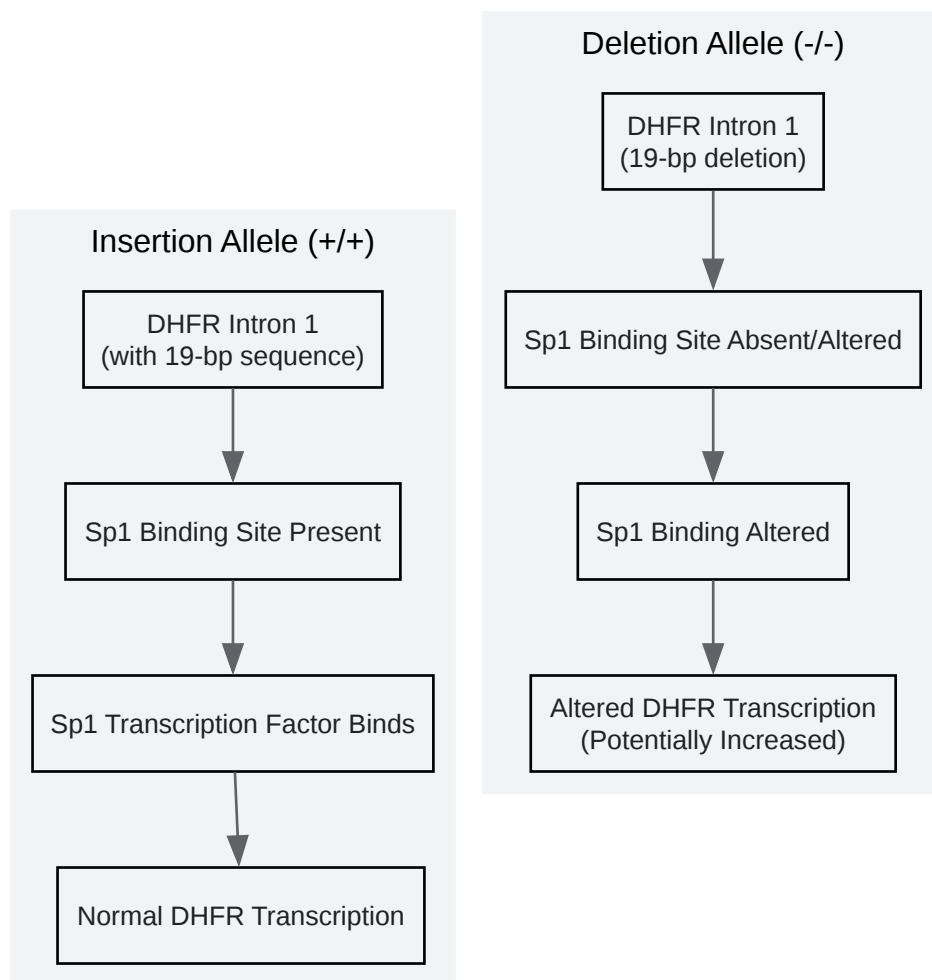 Insertion Allele (+/+)
DHFR Intron 1
(with 19-bp sequence)
Sp1 Binding Site Present
Sp1 Transcription Factor Binds
Normal DHFR Transcription
Deletion Allele (-/-)
DHFR Intron 1
(19-bp deletion)
Sp1 Binding Site Absent/Altered
Sp1 Binding Altered
Altered DHFR Transcription
(Potentially Increased)